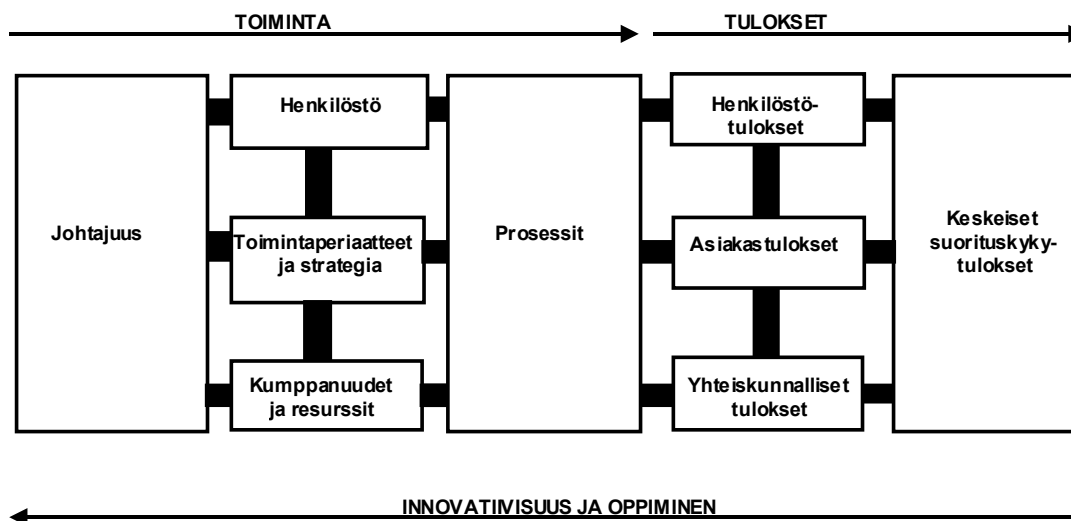 TOIMINTA
TULOKSET
Johtajuus
Henkilöstö
Toimintaperiaatteet
ja strategia
Kumppanuudet
ja resurssit
Prosessit
Henkilöstö-
tulokset
Asiakastulokset
Yhteiskunnalliset
tulokset
Keskeiset
suorituskyky-
tulokset
INNOVATIIVISUUS JA OPPIMINEN